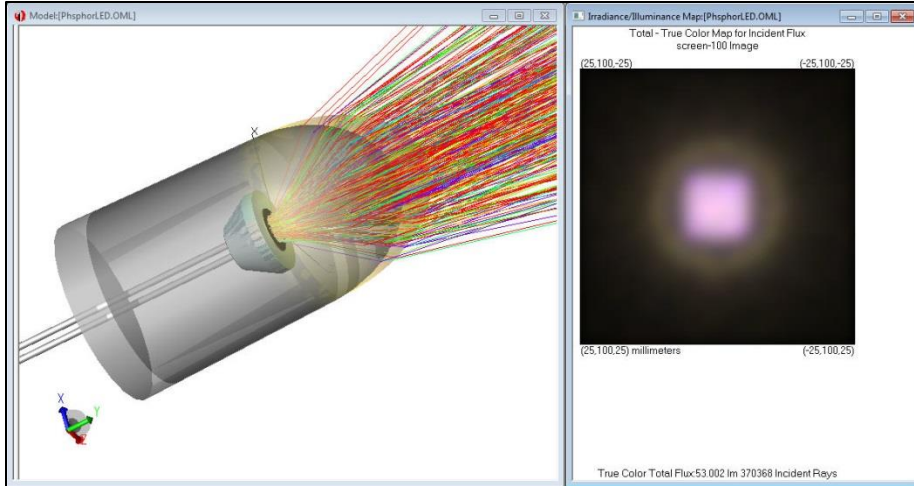 Model:[PhsphorLED.OML]
X
X
Y
Z
Irradiance/Illuminance Map:[PhsphorLED.OML]
Total - True Color Map for Incident Flux
screen-100 Image
(25,100,-25) (-25,100,-25)
(25,100,25) millimeters (-25,100,25)
True Color Total Flux:53.002 lm 370368 Incident Rays